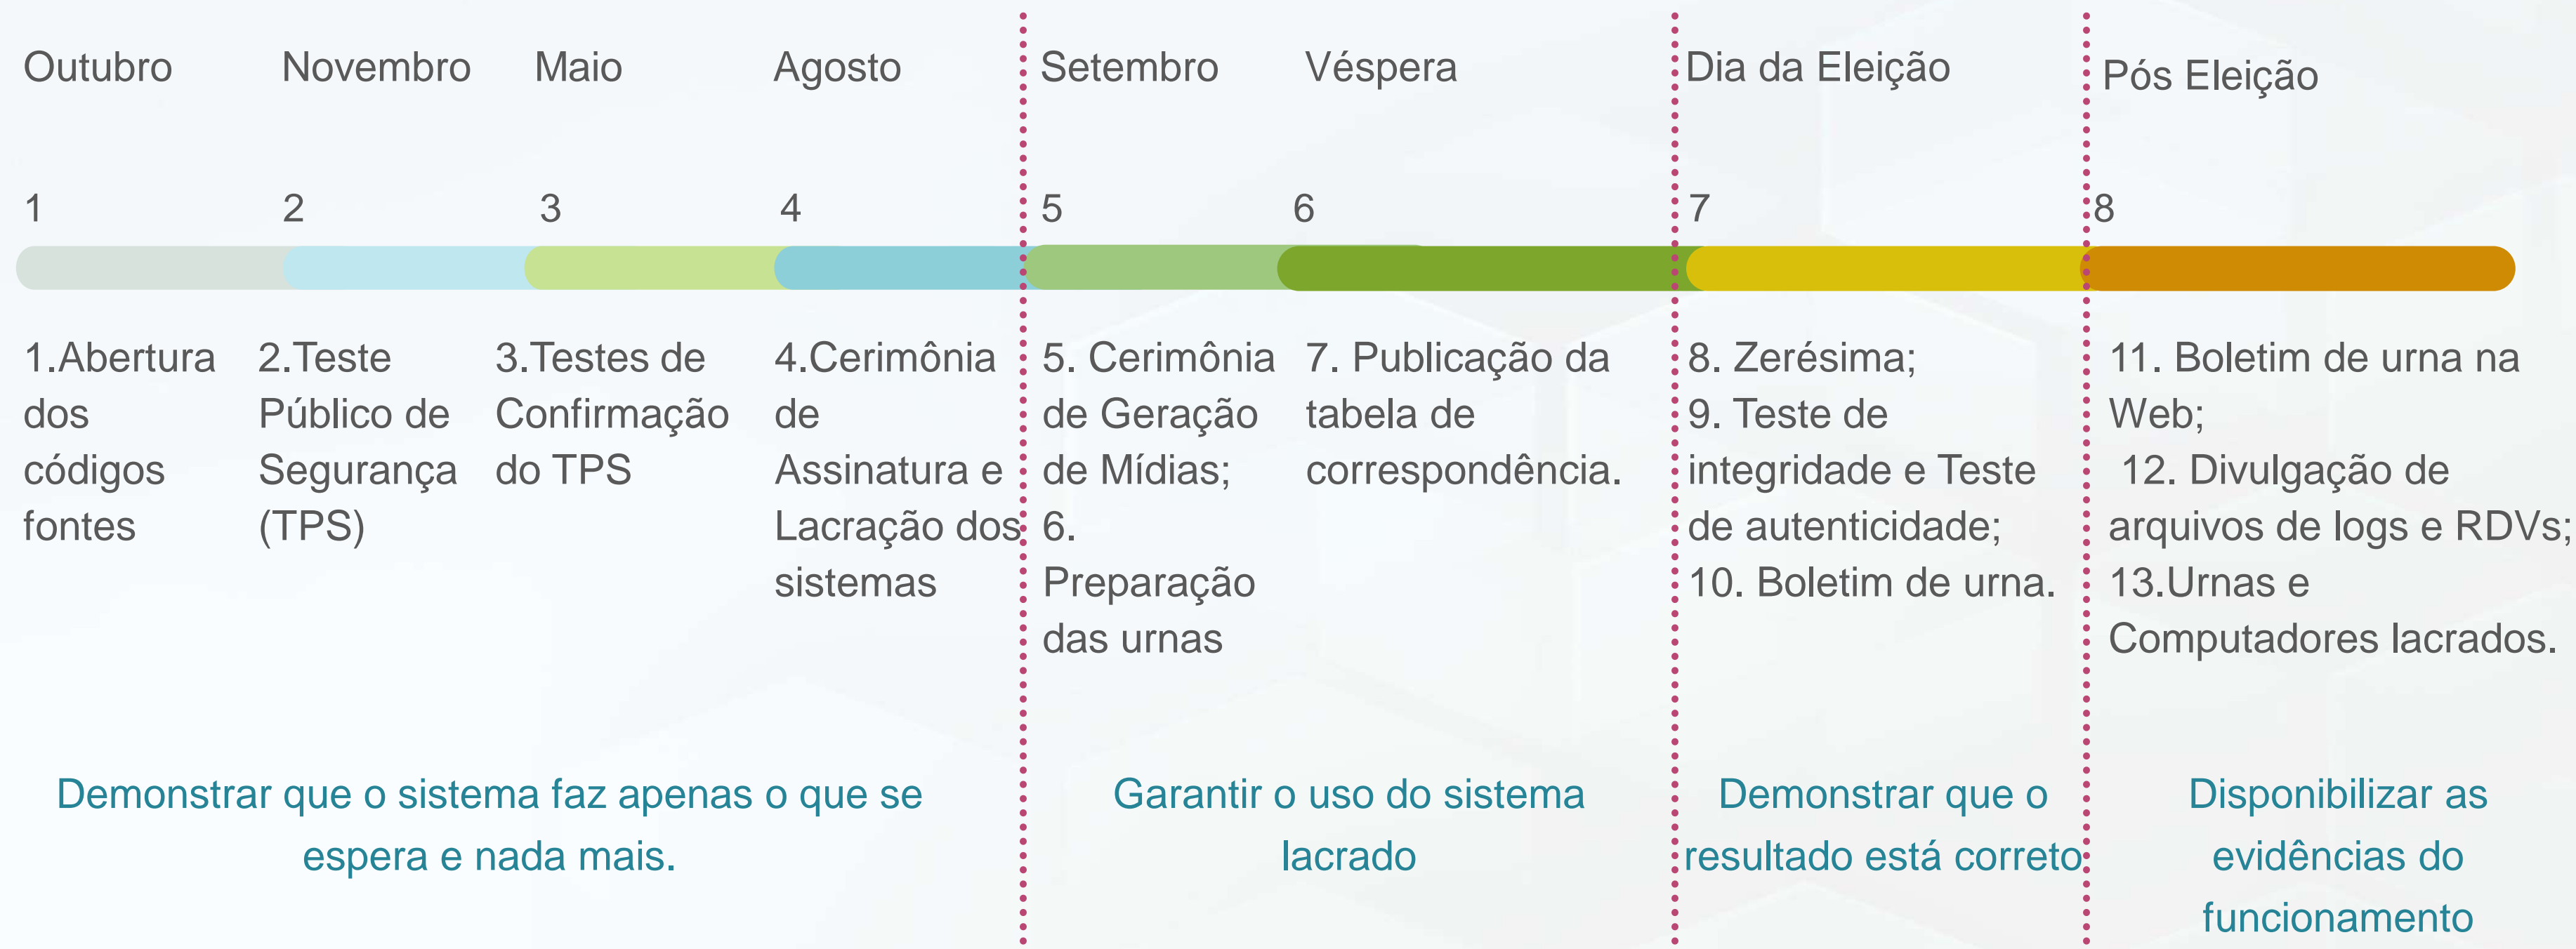 Outubro
Novembro
Maio
Agosto
Setembro
Véspera
Dia da Eleição
Pós Eleição
1
2
3
4
5
6
7
8
1.Abertura
dos
códigos
fontes
2.Teste
Público de
Segurança
(TPS)
3.Testes de
Confirmação
do TPS
4.Cerimônia
de
Assinatura e
Lacração dos
sistemas
5. Cerimônia
de Geração
de Mídias;
6.
Preparação
das urnas
7. Publicação da
tabela de
correspondência.
8. Zerésima;
9. Teste de
integridade e Teste
de autenticidade;
10. Boletim de urna.
11. Boletim de urna na
Web;
12. Divulgação de
arquivos de logs e RDVs;
13.Urnas e
Computadores lacrados.
Demonstrar que o sistema faz apenas o que se
espera e nada mais.
Garantir o uso do sistema
lacrado
Demonstrar que o
resultado está correto
Disponibilizar as
evidências do
funcionamento